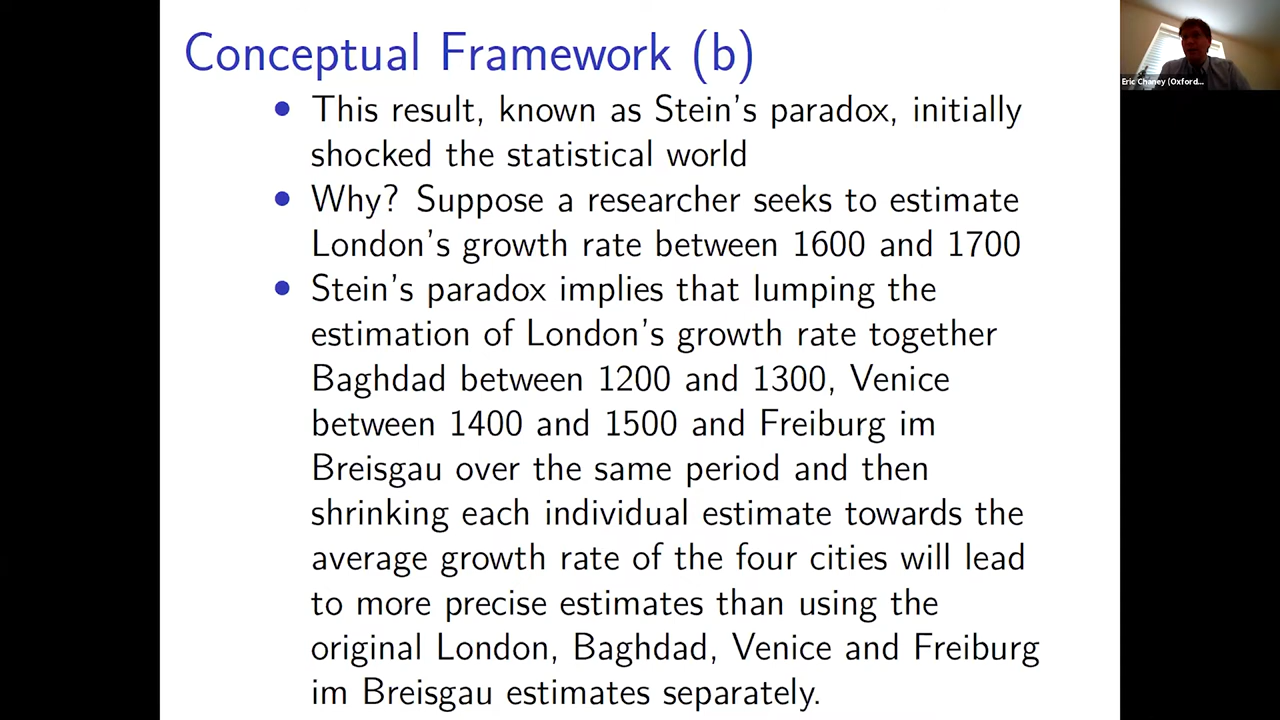 Conceptual Framework (b)
This result, known as Stein's paradox, initially
shocked the statistical world
Why? Suppose a researcher seeks to estimate
London's growth rate between 1600 and 1700
Stein's paradox implies that lumping the
estimation of London's growth rate together
Baghdad between 1200 and 1300, Venice
between 1400 and 1500 and Freiburg im
Breisgau over the same period and then
shrinking each individual estimate towards the
average growth rate of the four cities will lead
to more precise estimates than using the
original London, Baghdad, Venice and Freiburg
im Breisgau estimates separately.
Eric Chaney (Oxford...